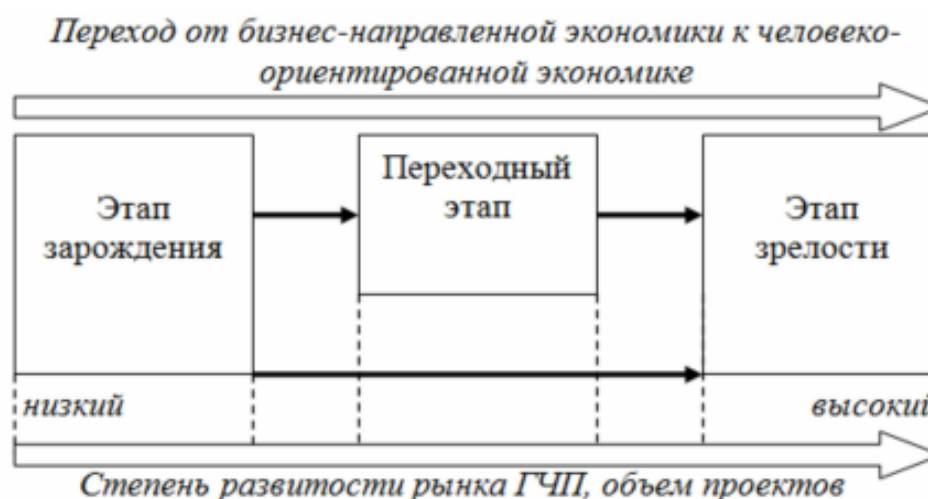 Переход от бизнес-направленной экономики к человеко-
ориентированной экономике
Этап
зарождения
Переходный
этап
Этап
зрелости
низкий
высокий
Степень развитости рынка ГЧП, объем проектов